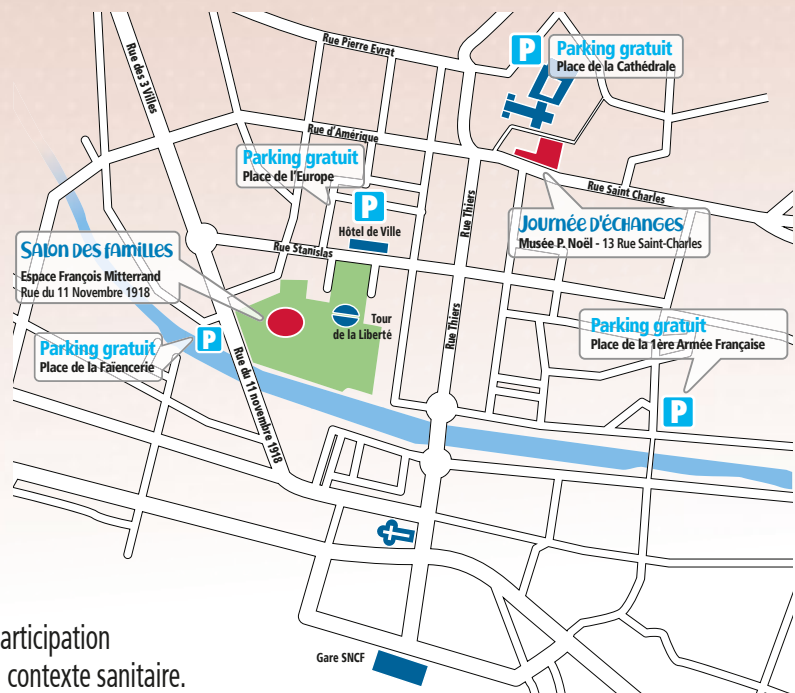 Rue Pierre Evrat
P
Parking gratuit
Place de la Cathédrale
Rue des 3 Villes
Rue d'Amérique
Parking gratuit
Place de l'Europe
P
Hôtel de Ville
Rue Saint Charles
Rue Thiers
JOURNÉE D'ÉCHANGES
Musée P. Noël - 13 Rue Saint-Charles
Rue Stanislas
SALON DES FAMILLES
Espace François Mitterrand
Rue du 11 Novembre 1918
Tour
de la Liberté
Rue Thiers
P
Parking gratuit
Place de la Faïencerie
Parking gratuit
Place de la 1ère Armée Française
P
Rue du 11 novembre 1918
articipation
contexte sanitaire.
Gare SNCF